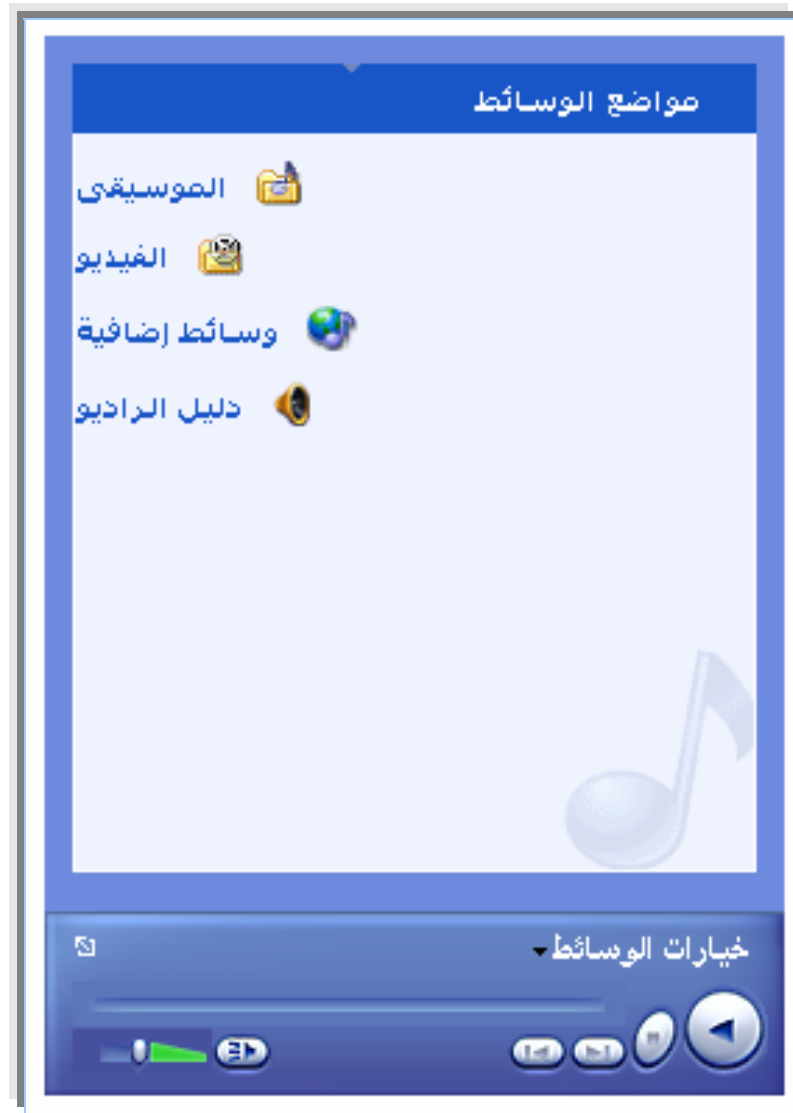 مواضع الوسائط
الموسيقى
الفيديو
وسائط إضافية
دليل الراديو
خيارات الوسائط